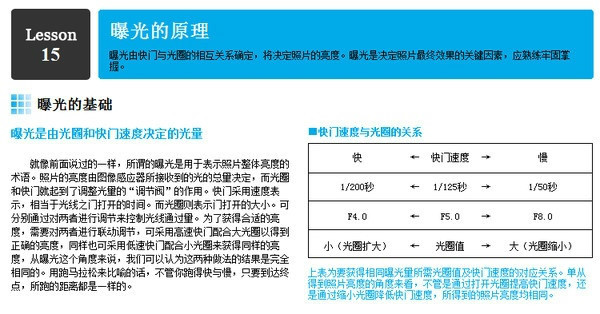 Lesson
15
曝光的原理
曝光由快门与光圈的相互关系确定，将决定照片的亮度。曝光是决定照片最终效果的关键因素，应熟练牢固掌
握。
曝光的基础
曝光是由光圈和快门速度决定的光量
就像前面说过的一样，所谓的曝光是用于表示照片整体亮度的
术语。照片的亮度由图像感应器所接收到的光的总量决定，而光圈
和快门就起到了调整光量的“调节阀”的作用。快门采用速度表
示，相当于光线之门打开的时间。而光圈则表示门打开的大小。可
分别通过对两者进行调节来控制光线通过量。为了获得合适的亮
度，需要对两者进行联动调节，可采用高速快门配合大光圈以得到
正确的亮度，同样也可采用低速快门配合小光圈来获得同样的亮
度，从曝光这个角度来说，我们可以认为这两种做法的结果是完全
相同的。用跑马拉松来比喻的话，不管你跑得快与慢，只要到达终
点，所跑的距离都是一样的。
■快门速度与光圈的关系
快 ← 快门速度 → 慢
1/200秒 ← 1/125秒 → 1/50秒
F4.0 ← F5.0 → F8.0
小（光圈扩大） ← 光圈值 → 大（光圈缩小）
上表为要获得相同曝光量所需光圈值及快门速度的对应关系。单从
得到照片亮度的角度来看，不管是通过打开光圈提高快门速度，还
是通过缩小光圈降低快门速度，所得到的照片亮度均相同。